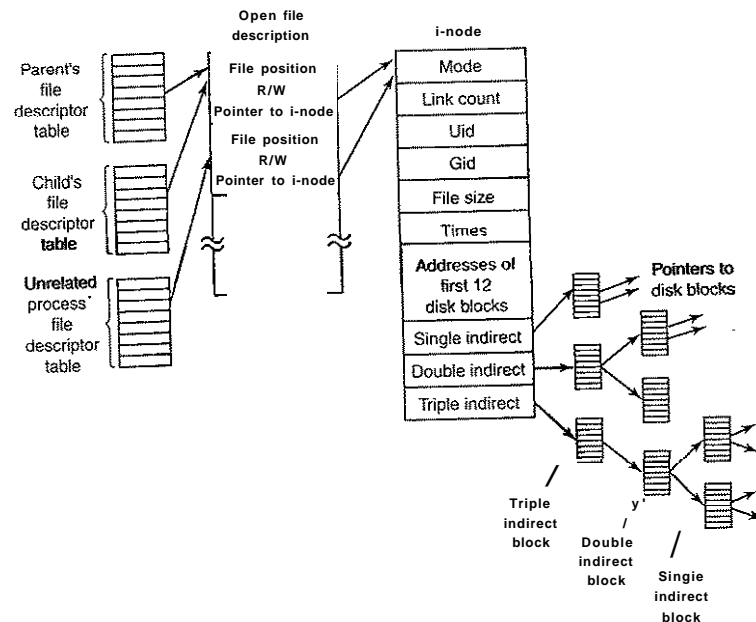 Open file
description
i-node
Parent's
file
descriptor
table
File position
R/W
Pointer to i-node
File position
R/W
Pointer to i-node
Mode
Link count
Uid
Gid
File size
Times
Addresses of
first 12
disk blocks
Single indirect
Double indirect
Triple indirect
Child's
file
descriptor
table
Unrelated
process'
file
descriptor
table
Pointers to
disk blocks
Triple
indirect
block
y'
/
Double
indirect
block
Singie
indirect
block